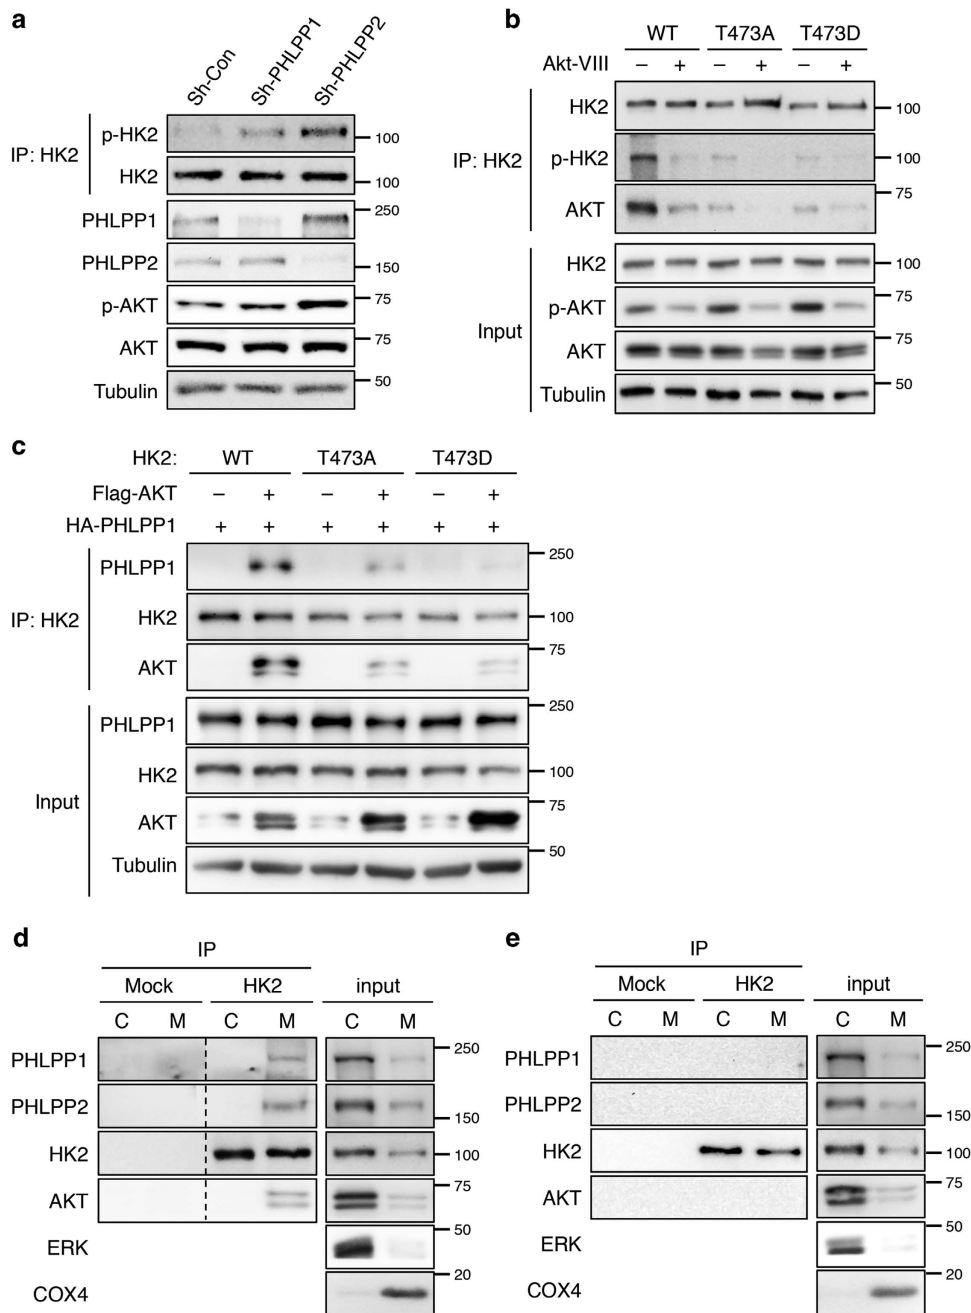 a
Sh-Con Sh-PHLPP1 Sh-PHLPP2
IP: HK2
p-HK2 100
HK2 100
PHLPP1 250
PHLPP2 150
p-AKT 75
AKT 75
Tubulin 50
b
WT T473A T473D
Akt-VIII – + – + – +
IP: HK2
HK2 100
p-HK2 100
AKT 75
Input
HK2 100
p-AKT 75
AKT 75
Tubulin 50
c
HK2: WT T473A T473D
Flag-AKT – + – + – +
HA-PHLPP1 + + + + + +
IP: HK2
PHLPP1 250
HK2 100
AKT 75
Input
PHLPP1 250
HK2 100
AKT 75
Tubulin 50
d
IP
Mock HK2 input
C M C M C M
PHLPP1 250
PHLPP2 150
HK2 100
AKT 75
ERK 50
COX4 20
e
IP
Mock HK2 input
C M C M C M
PHLPP1 250
PHLPP2 150
HK2 100
AKT 75
ERK 50
COX4 20